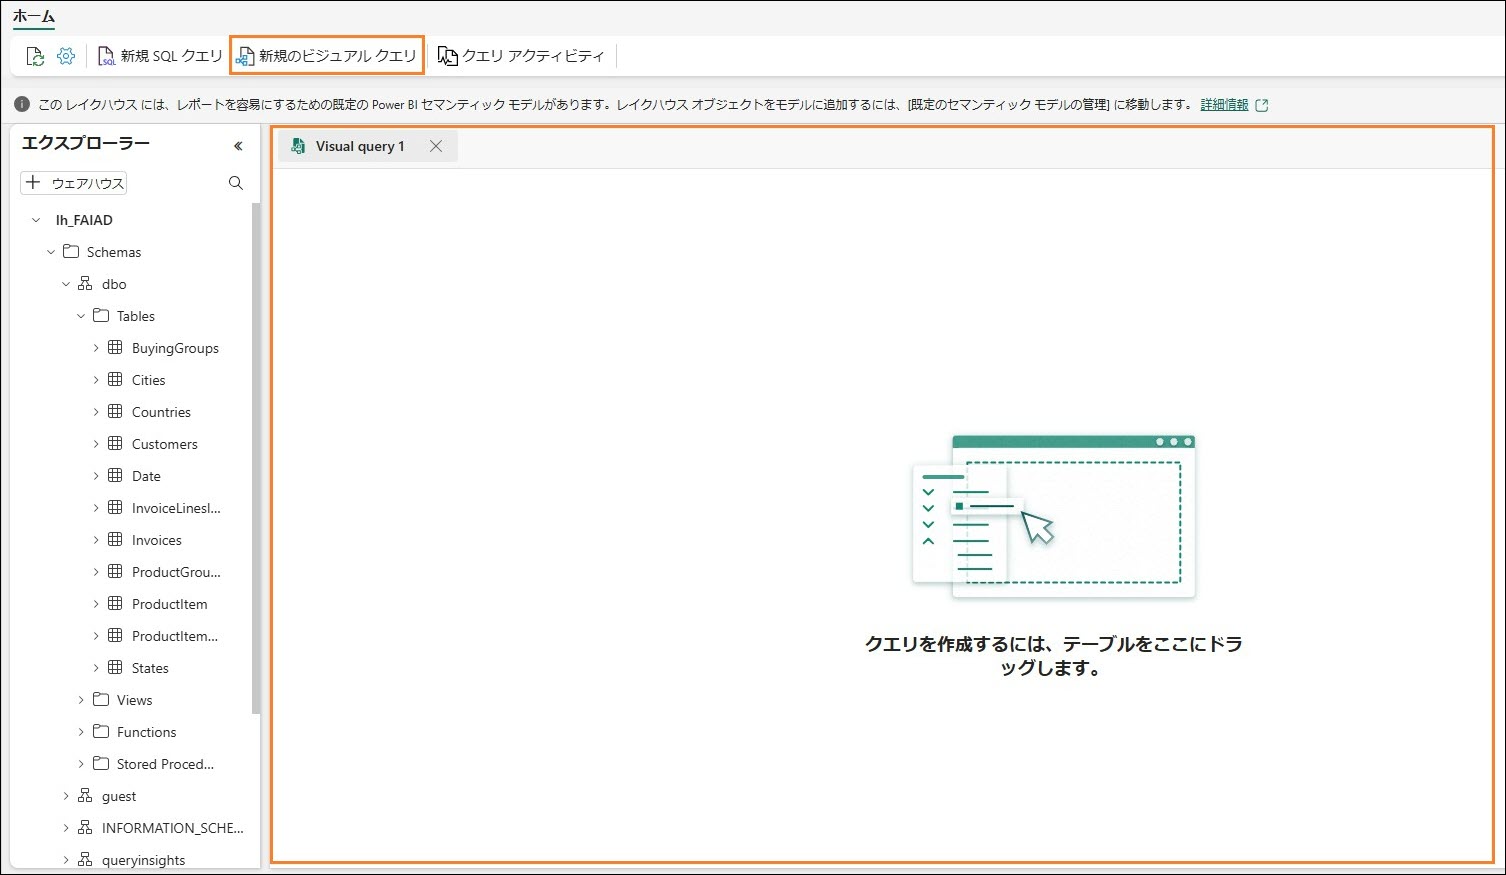 ホーム
新規 SQL クエリ 新規のビジュアル クエリ クエリ アクティビティ
この レイクハウス には、レポートを容易にするための既定の Power BI セマンティック モデルがあります。レイクハウス オブジェクトをモデルに追加するには、[既定のセマンティック モデルの管理] に移動します。 詳細情報
エクスプローラー
Visual query 1
ウェアハウス
lh_FAIAD
Schemas
dbo
Tables
BuyingGroups
Cities
Countries
Customers
Date
InvoiceLinesI...
Invoices
ProductGrou...
ProductItem
ProductItem...
States
Views
Functions
Stored Proced...
guest
INFORMATION_SCHE...
queryinsights
クエリを作成するには、テーブルをここにドラ
ッグします。